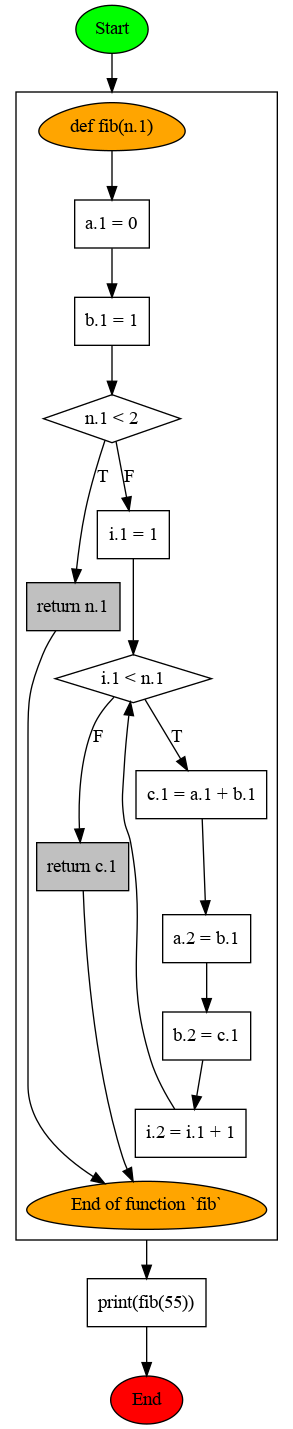 Start
def fib(n.1)
a.1 = 0
b.1 = 1
n.1 < 2
T
F
i.1 = 1
return n.1
i.1 < n.1
F
T
c.1 = a.1 + b.1
return c.1
a.2 = b.1
b.2 = c.1
i.2 = i.1 + 1
End of function `fib`
print(fib(55))
End